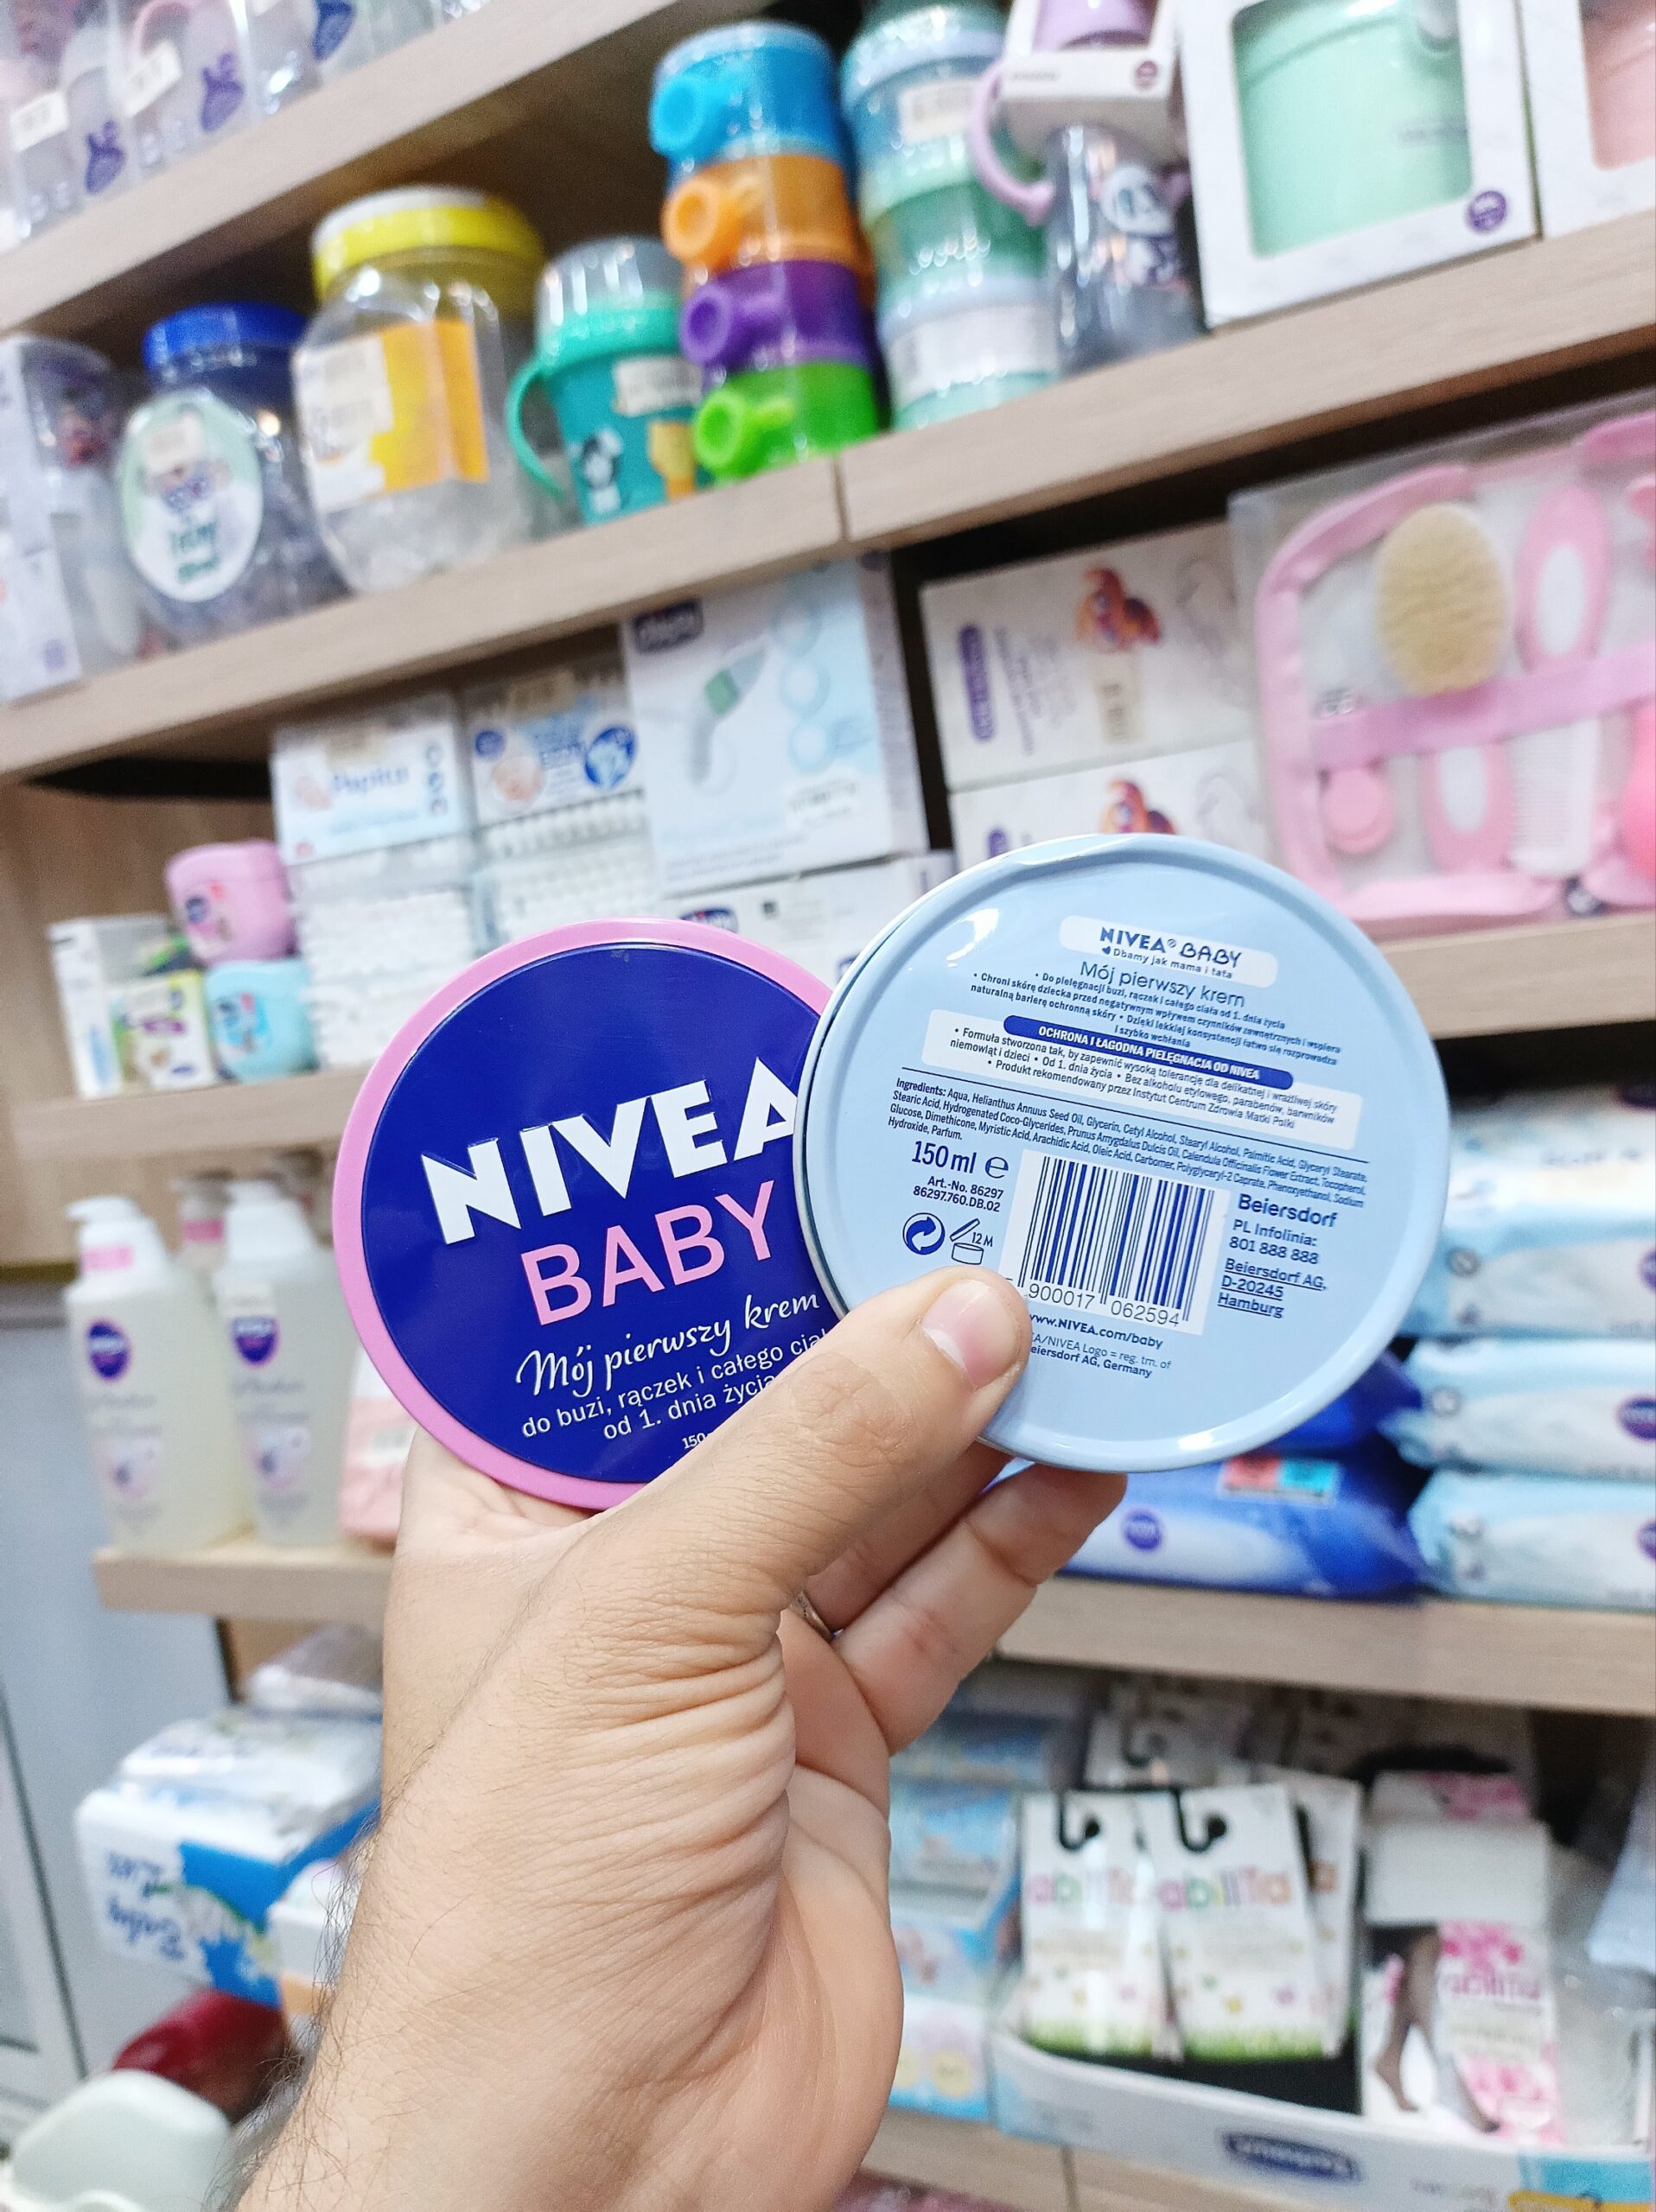 NIVEA
BABY
Mój pierwszy krem
do buzi, rączek i całego
od 1. dnia życia
NIVEA® BABY
Dbamy jak mama i tata
Mój pierwszy krem
• Do pielęgnacji buzi, rączek i całego ciała od 1. dnia życia
• Chroni skórę dziecka przed negatywnym wpływem czynników zewnętrznych i wspiera
naturalną barierę ochronną skóry • Dzięki lekkiej konsystencji łatwo się rozprowadza
i szybko wchłania
OCHRONA I ŁAGODNA PIELĘGNACJA OD NIVEA
• Formuła stworzona tak, by zapewnić wysoką tolerancję dla delikatnej i wrażliwej skóry
niemowląt i dzieci • Od 1. dnia życia • Bez alkoholu etylowego, parabenów, barwników
• Produkt rekomendowany przez Instytut Centrum Zdrowia Matki Polki
Ingredients: Aqua, Helianthus Annuus Seed Oil, Glycerin, Cetyl Alcohol, Stearyl Alcohol, Palmitic Acid, Glyceryl Stearate,
Stearic Acid, Hydrogenated Coco-Glycerides, Prunus Amygdalus Dulcis Oil, Calendula Officinalis Flower Extract, Tocopherol,
Glucose, Dimethicone, Myristic Acid, Arachidic Acid, Oleic Acid, Carbomer, Polyglyceryl-2 Caprate, Phenoxyethanol, Sodium
Hydroxide, Parfum.
150 ml e
Art.-No. 86297
86297.760.DB.02
12 M
900017 062594
Beiersdorf
PL Infolinia:
801 888 888
Beiersdorf AG,
D-20245
Hamburg
www.NIVEA.com/baby
/NIVEA Logo = reg. tm. of
eiersdorf AG, Germany